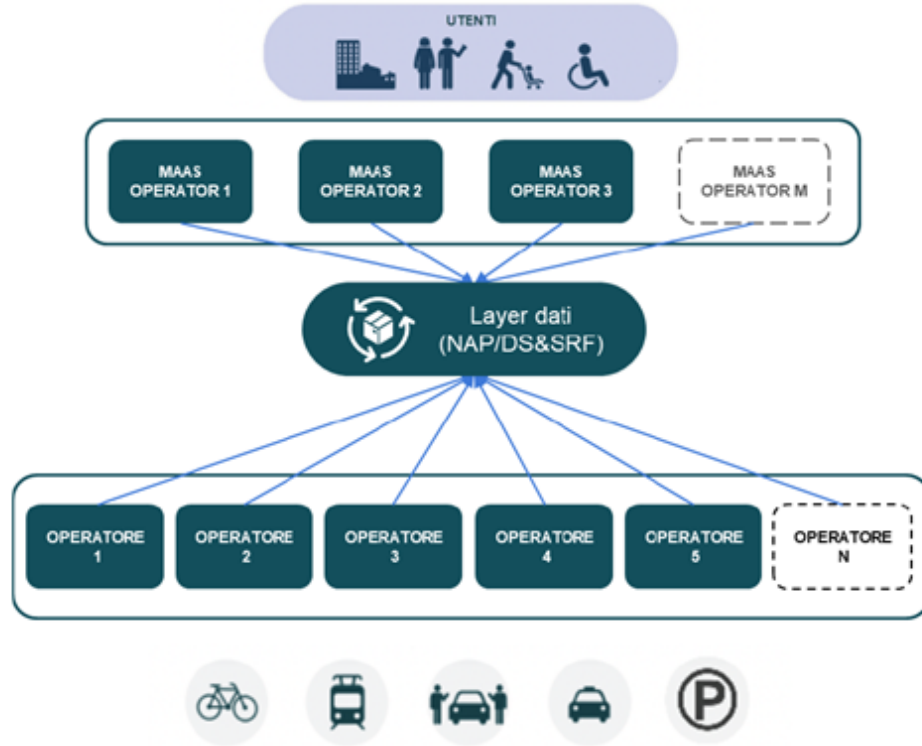 UTENTI
MAAS
OPERATOR 1
MAAS
OPERATOR 2
MAAS
OPERATOR 3
MAAS
OPERATOR M
Layer dati
(NAP/DS&SRF)
OPERATORE
1
OPERATORE
2
OPERATORE
3
OPERATORE
4
OPERATORE
5
OPERATORE
N
P